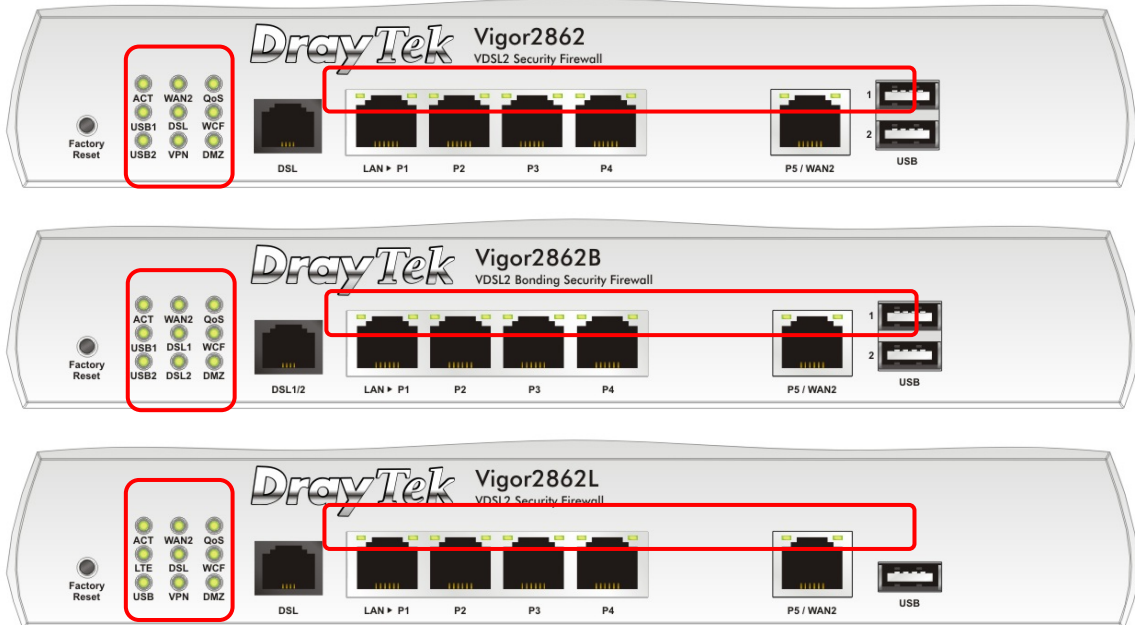 DrayTek Vigor2862
VDSL2 Security Firewall
ACT WAN2 QoS
USB1 DSL WCF
USB2 VPN DMZ
Factory
Reset
DSL
LAN ▶ P1 P2 P3 P4
P5 / WAN2
1
2
USB
DrayTek Vigor2862B
VDSL2 Bonding Security Firewall
ACT WAN2 QoS
USB1 DSL1 WCF
USB2 DSL2 DMZ
Factory
Reset
DSL1/2
LAN ▶ P1 P2 P3 P4
P5 / WAN2
1
2
USB
DrayTek Vigor2862L
VDSL2 Security Firewall
ACT WAN2 QoS
LTE DSL WCF
USB VPN DMZ
Factory
Reset
DSL
LAN ▶ P1 P2 P3 P4
P5 / WAN2
USB